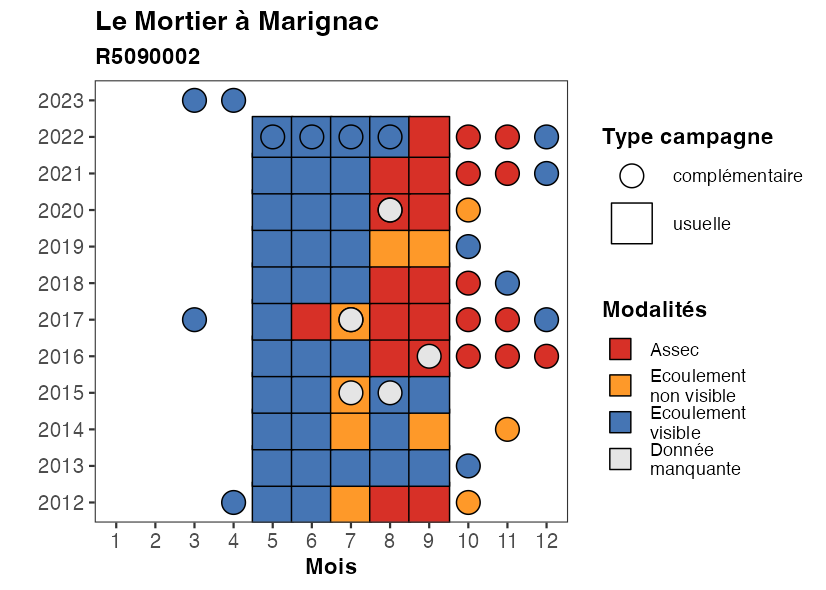 Le Mortier à Marignac
R5090002
2023
2022
2021
2020
2019
2018
2017
2016
2015
2014
2013
2012
1 2 3 4 5 6 7 8 9 10 11 12
Mois
Type campagne
complémentaire
usuelle
Modalités
Assec
Ecoulement
non visible
Ecoulement
visible
Donnée
manquante